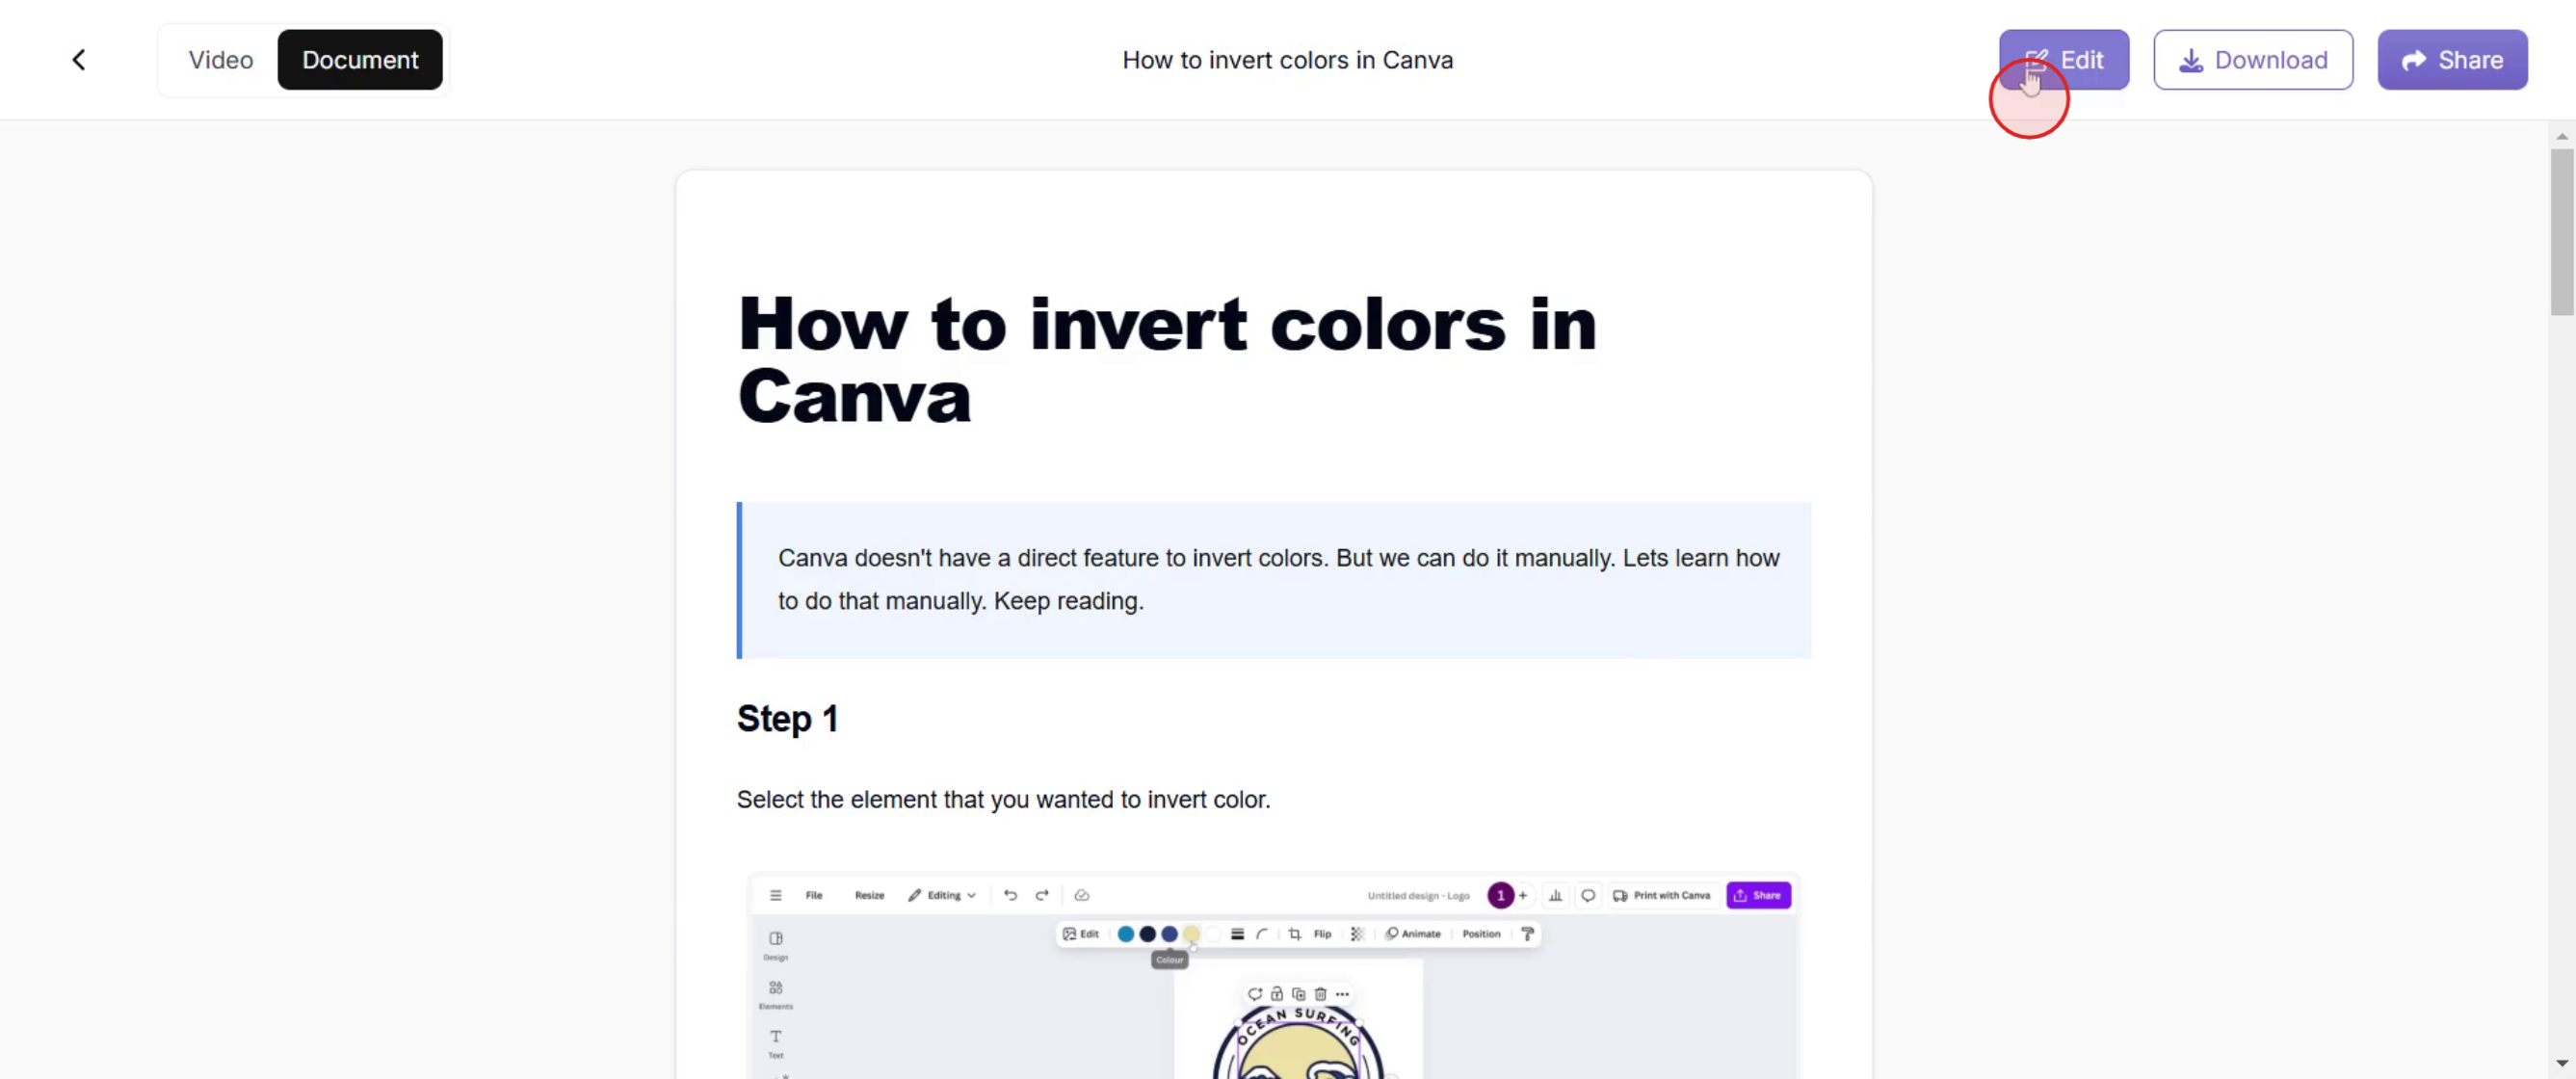 Video
Document
How to invert colors in Canva
Edit
Download
Share
How to invert colors in
Canva
Canva doesn't have a direct feature to invert colors. But we can do it manually. Lets learn how
to do that manually. Keep reading.
Step 1
Select the element that you wanted to invert color.
File
Resize
Editing
Untitled design - Logo
1
+
Print with Canva
Share
Edit
Flip
Animate
Position
Colour
Design
Elements
Text
OCEAN SURFING